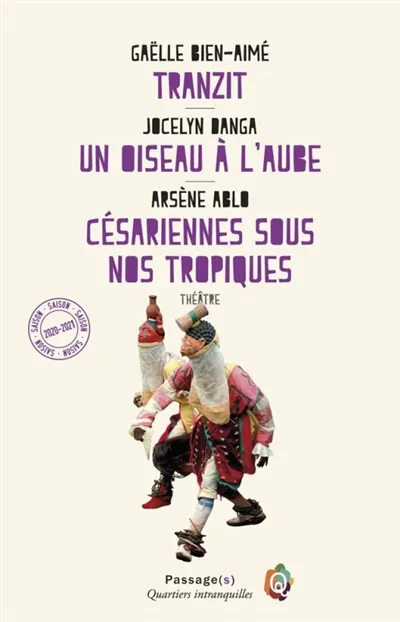 GAËLLE BIEN-AIMÉ
TRANZIT
JOCELYN DANGA
UN OISEAU À L'AUBE
ARSÈNE ABLO
CÉSARIENNES SOUS
NOS TROPIQUES
THÉÂTRE
SAISON · SAISON · SAISON
2020-2021
SAISON · SAISON
Passage(s)
Quartiers intranquilles
Q